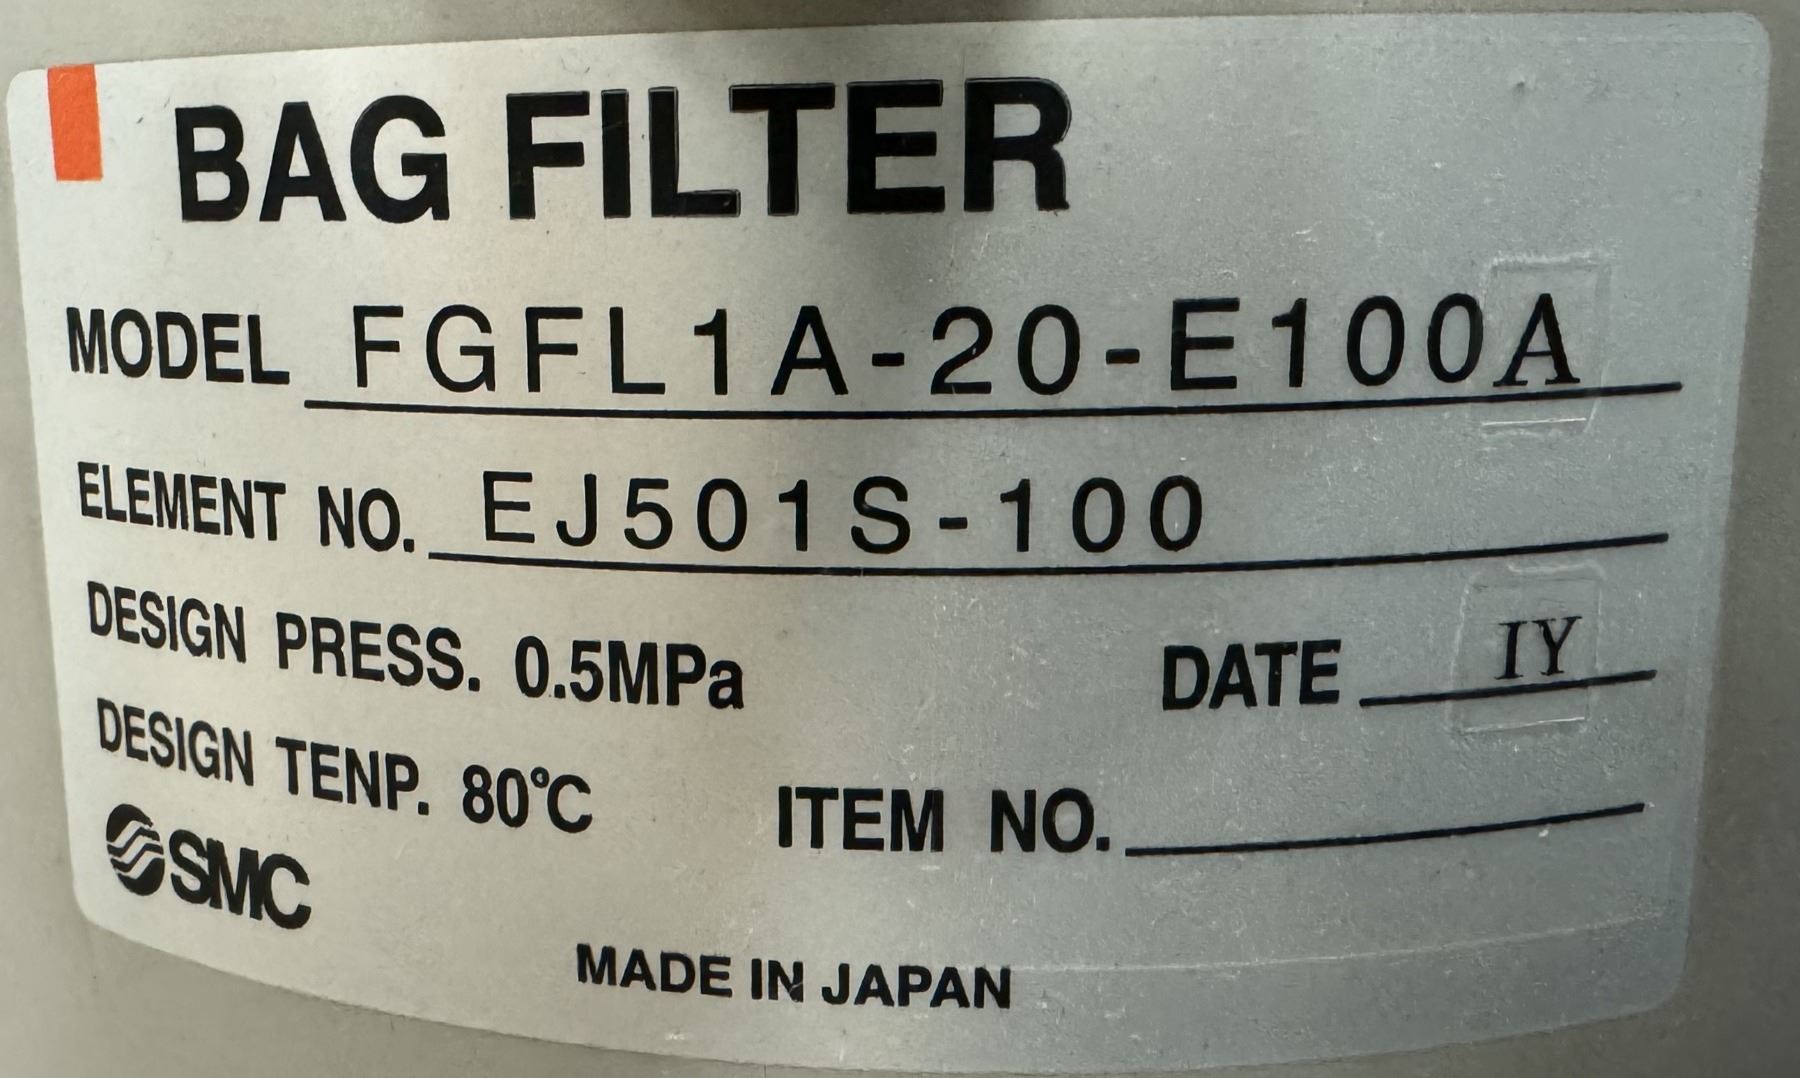 BAG FILTER
MODEL FGFL1A-20-E100A
ELEMENT NO. EJ501S-100
DESIGN PRESS. 0.5MPa
DATE IY
DESIGN TENP. 80℃
ITEM NO.
SMC
MADE IN JAPAN